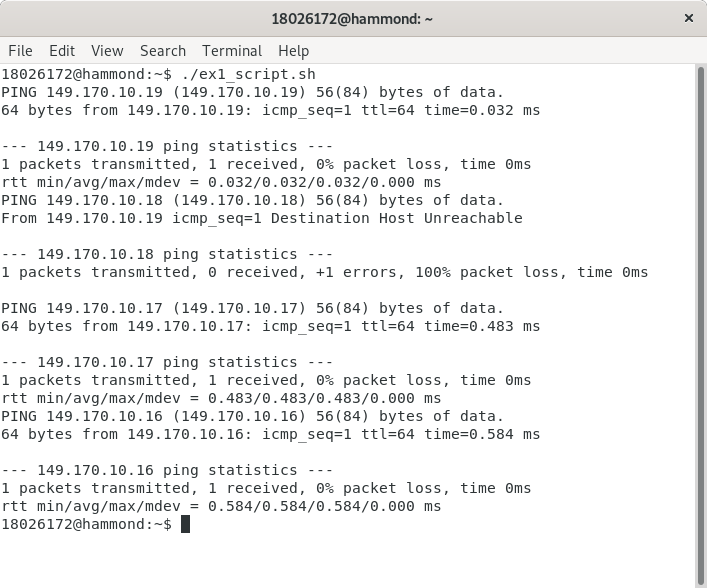 18026172@hammond: ~
×
File Edit View Search Terminal Help
18026172@hammond:~$ ./ex1_script.sh
PING 149.170.10.19 (149.170.10.19) 56(84) bytes of data.
64 bytes from 149.170.10.19: icmp_seq=1 ttl=64 time=0.032 ms
--- 149.170.10.19 ping statistics ---
1 packets transmitted, 1 received, 0% packet loss, time 0ms
rtt min/avg/max/mdev = 0.032/0.032/0.032/0.000 ms
PING 149.170.10.18 (149.170.10.18) 56(84) bytes of data.
From 149.170.10.19 icmp_seq=1 Destination Host Unreachable
--- 149.170.10.18 ping statistics ---
1 packets transmitted, 0 received, +1 errors, 100% packet loss, time 0ms
PING 149.170.10.17 (149.170.10.17) 56(84) bytes of data.
64 bytes from 149.170.10.17: icmp_seq=1 ttl=64 time=0.483 ms
--- 149.170.10.17 ping statistics ---
1 packets transmitted, 1 received, 0% packet loss, time 0ms
rtt min/avg/max/mdev = 0.483/0.483/0.483/0.000 ms
PING 149.170.10.16 (149.170.10.16) 56(84) bytes of data.
64 bytes from 149.170.10.16: icmp_seq=1 ttl=64 time=0.584 ms
--- 149.170.10.16 ping statistics ---
1 packets transmitted, 1 received, 0% packet loss, time 0ms
rtt min/avg/max/mdev = 0.584/0.584/0.584/0.000 ms
18026172@hammond:~$